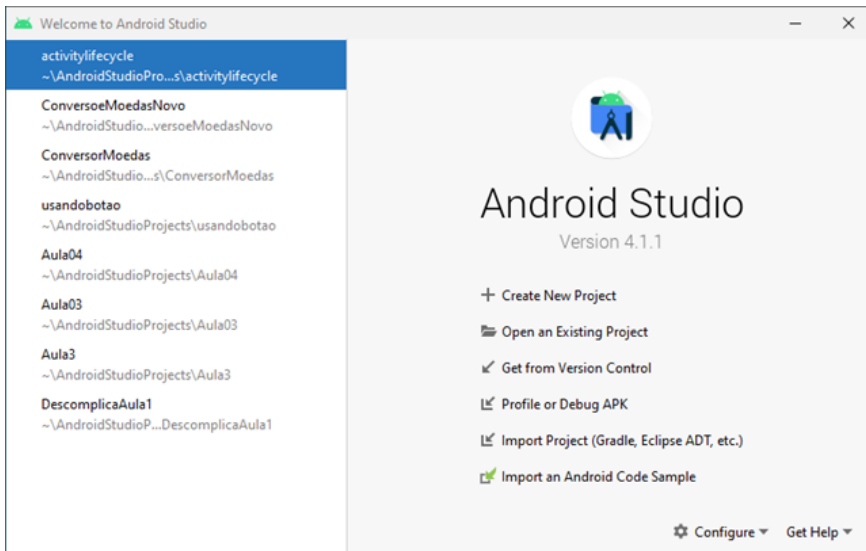 Welcome to Android Studio
activitylifecycle
~\AndroidStudioPro...s\activitylifecycle
ConversoeMoedasNovo
~\AndroidStudio...versoeMoedasNovo
ConversorMoedas
~\AndroidStudio...s\ConversorMoedas
usandobotao
~\AndroidStudioProjects\usandobotao
Aula04
~\AndroidStudioProjects\Aula04
Aula03
~\AndroidStudioProjects\Aula03
Aula3
~\AndroidStudioProjects\Aula3
DescomplicaAula1
~\AndroidStudioP...DescomplicaAula1
Android Studio
Version 4.1.1
Create New Project
Open an Existing Project
Get from Version Control
Profile or Debug APK
Import Project (Gradle, Eclipse ADT, etc.)
Import an Android Code Sample
Configure Get Help